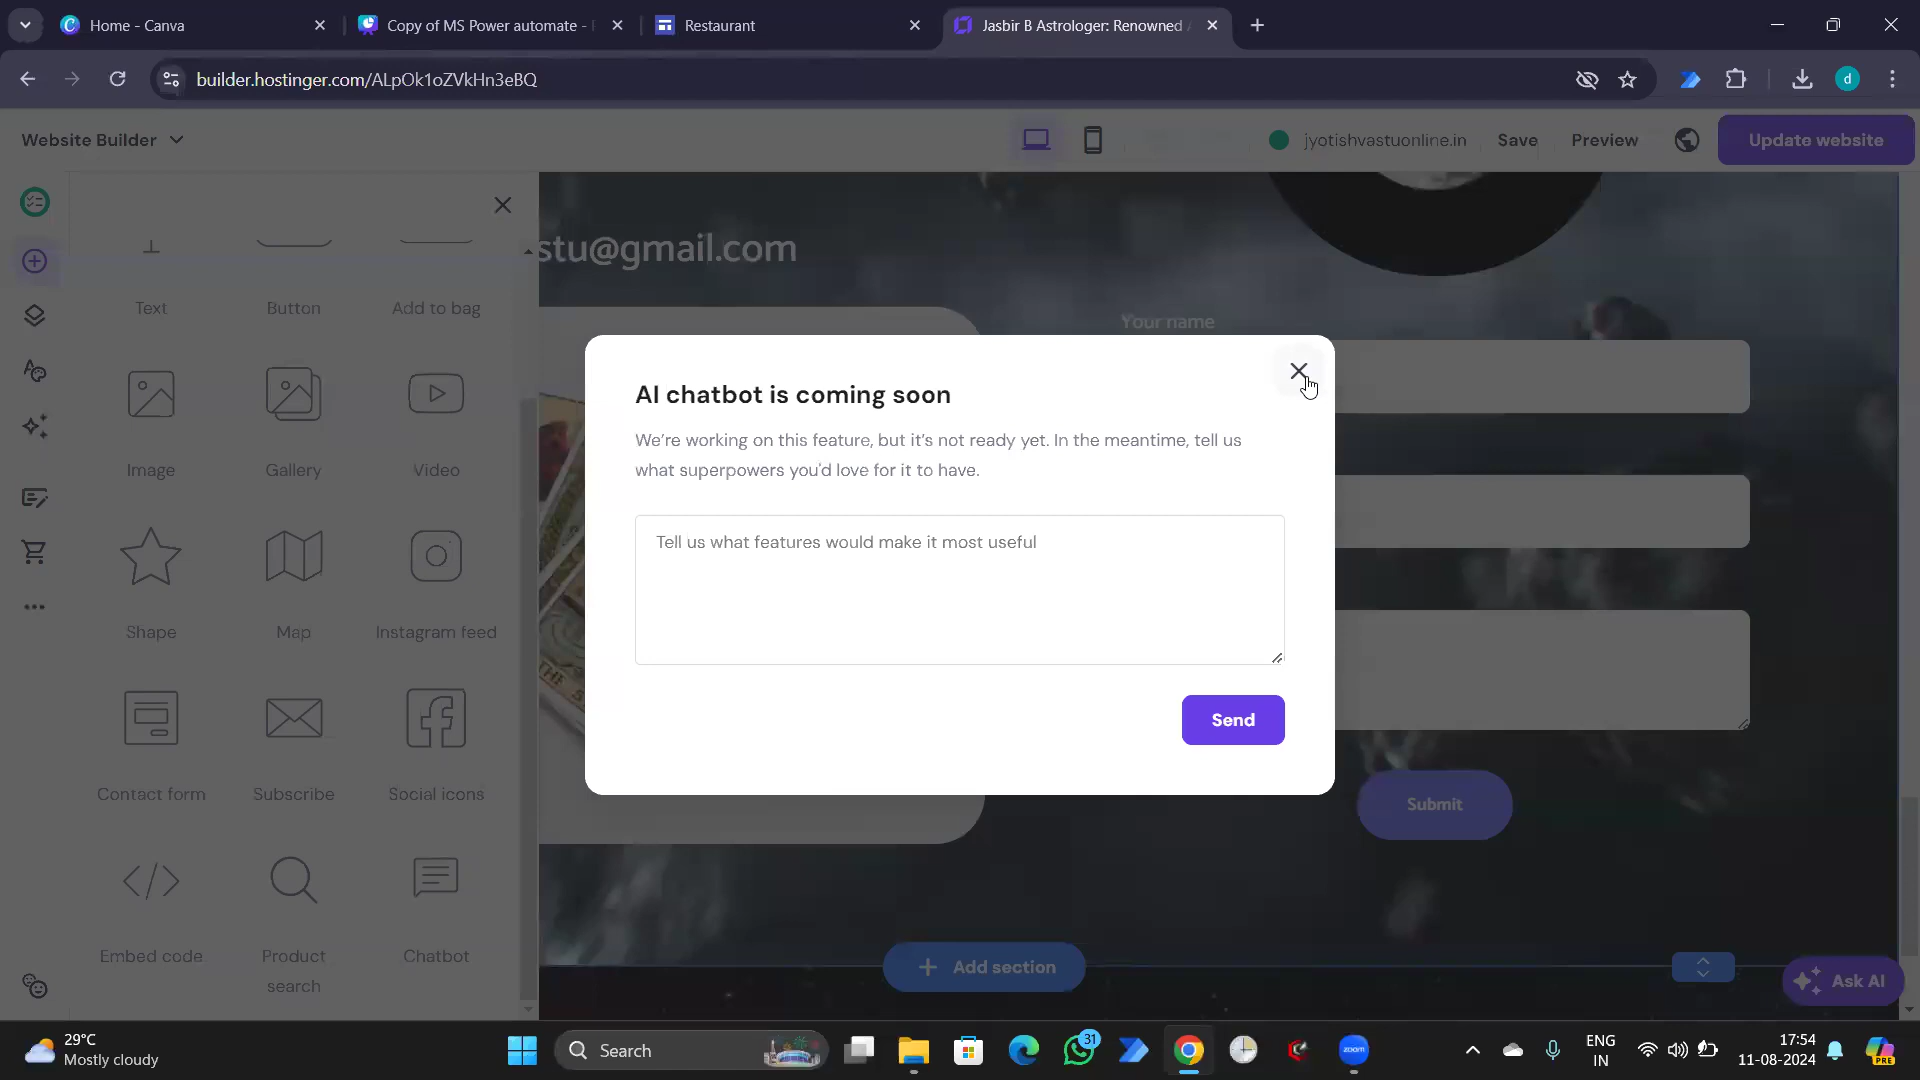 Home - Canva
Copy of MS Power automate -
Restaurant
Jasbir B Astrologer: Renowned
builder.hostinger.com/ALpOk1oZVkHn3eBQ
d
Website Builder
jyotishvastuonline.in
Save
Preview
Update website
stu@gmail.com
Text
Button
Add to bag
Your name
AI chatbot is coming soon
We're working on this feature, but it's not ready yet. In the meantime, tell us
what superpowers you'd love for it to have.
Image
Gallery
Video
Tell us what features would make it most useful
Shape
Map
Instagram feed
Send
Contact form
Subscribe
Social icons
Submit
Embed code
Product
search
Chatbot
Add section
Ask AI
29°C
Mostly cloudy
Search
31
zoom
ENG
IN
17:54
11-08-2024
PRE